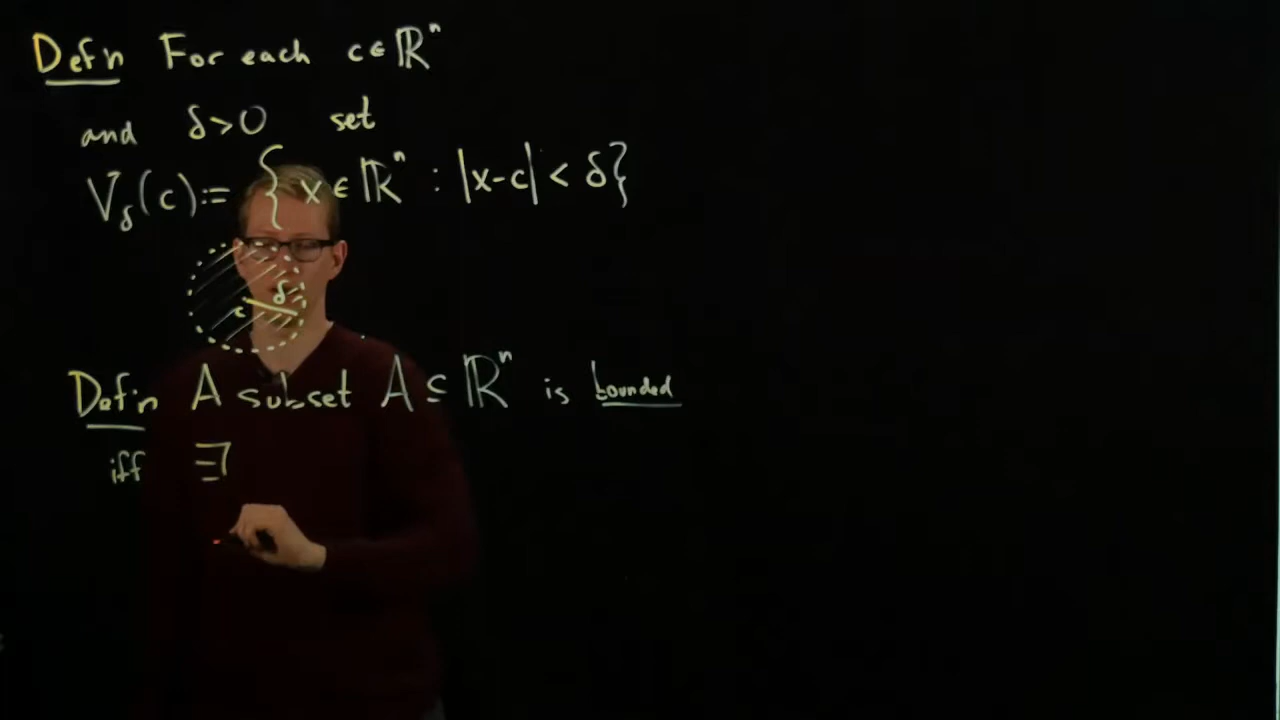 Defn For each c ∈ ℝⁿ
and δ > 0 set
V_δ(c) := { x ∈ ℝⁿ : |x-c| < δ}
δ
c
Defn A subset A ⊆ ℝⁿ is bounded
iff ∃